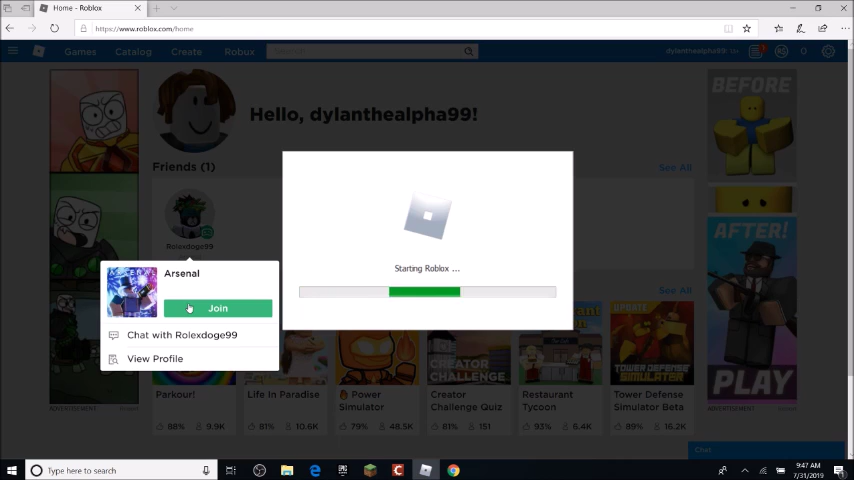 Home - Roblox
https://www.roblox.com/home
Games
Catalog
Create
Robux
dylanthealpha99:
0
Hello, dylanthealpha99!
BEFORE
Friends (1)
See All
Rolexdoge99
Starting Roblox ...
Arsenal
Join
Chat with Rolexdoge99
View Profile
AFTER!
PLAY
See All
UPDATE
CREATOR
CHALLENGE
TOWER DEFENSE
SIMULATOR
Parkour!
Life In Paradise
Power
Simulator
Creator
Challenge Quiz
Restaurant
Tycoon
Tower Defense
Simulator Beta
88% 9.9K
81% 10.6K
79% 48.5K
81% 151
93% 6.4K
89% 16.2K
ADVERTISEMENT
ADVERTISEMENT
Chat
Type here to search
9:47 AM
7/31/2019